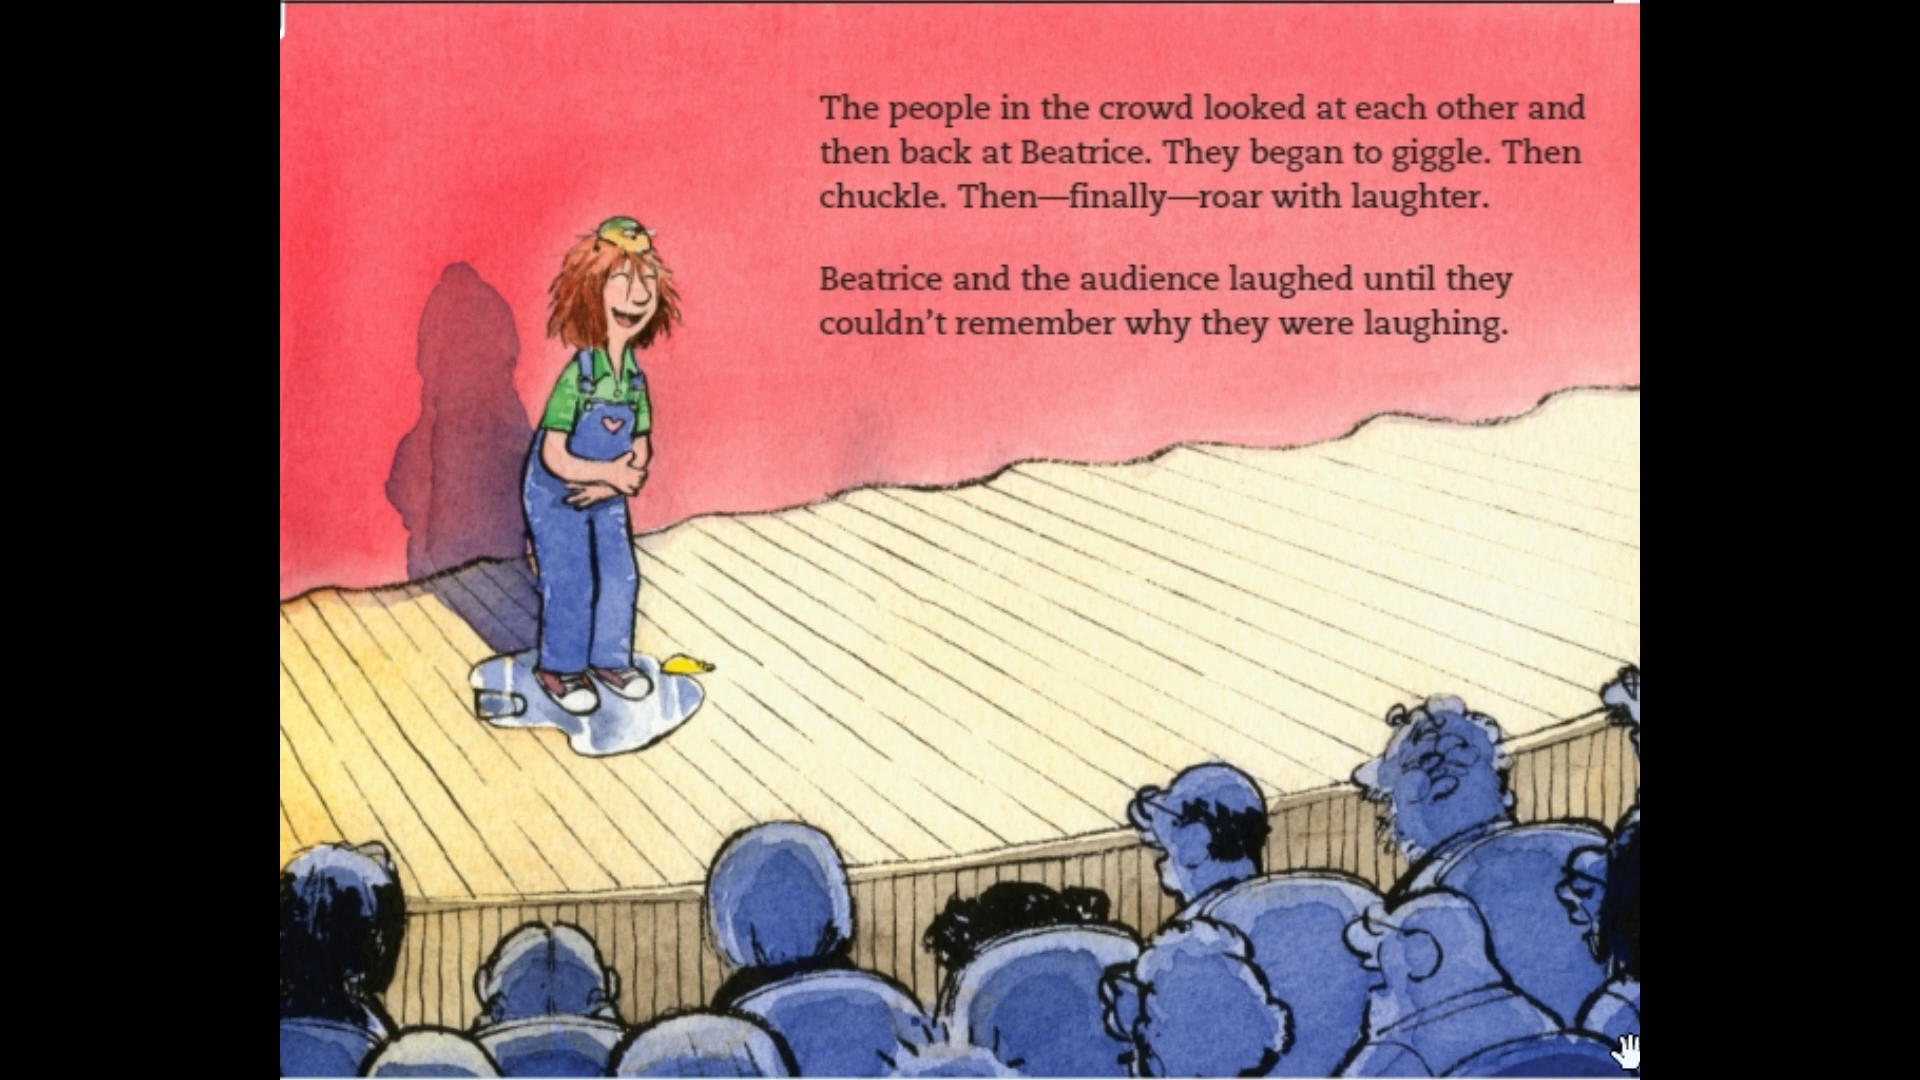 The people in the crowd looked at each other and
then back at Beatrice. They began to giggle. Then
chuckle. Then—finally—roar with laughter.
Beatrice and the audience laughed until they
couldn’t remember why they were laughing.